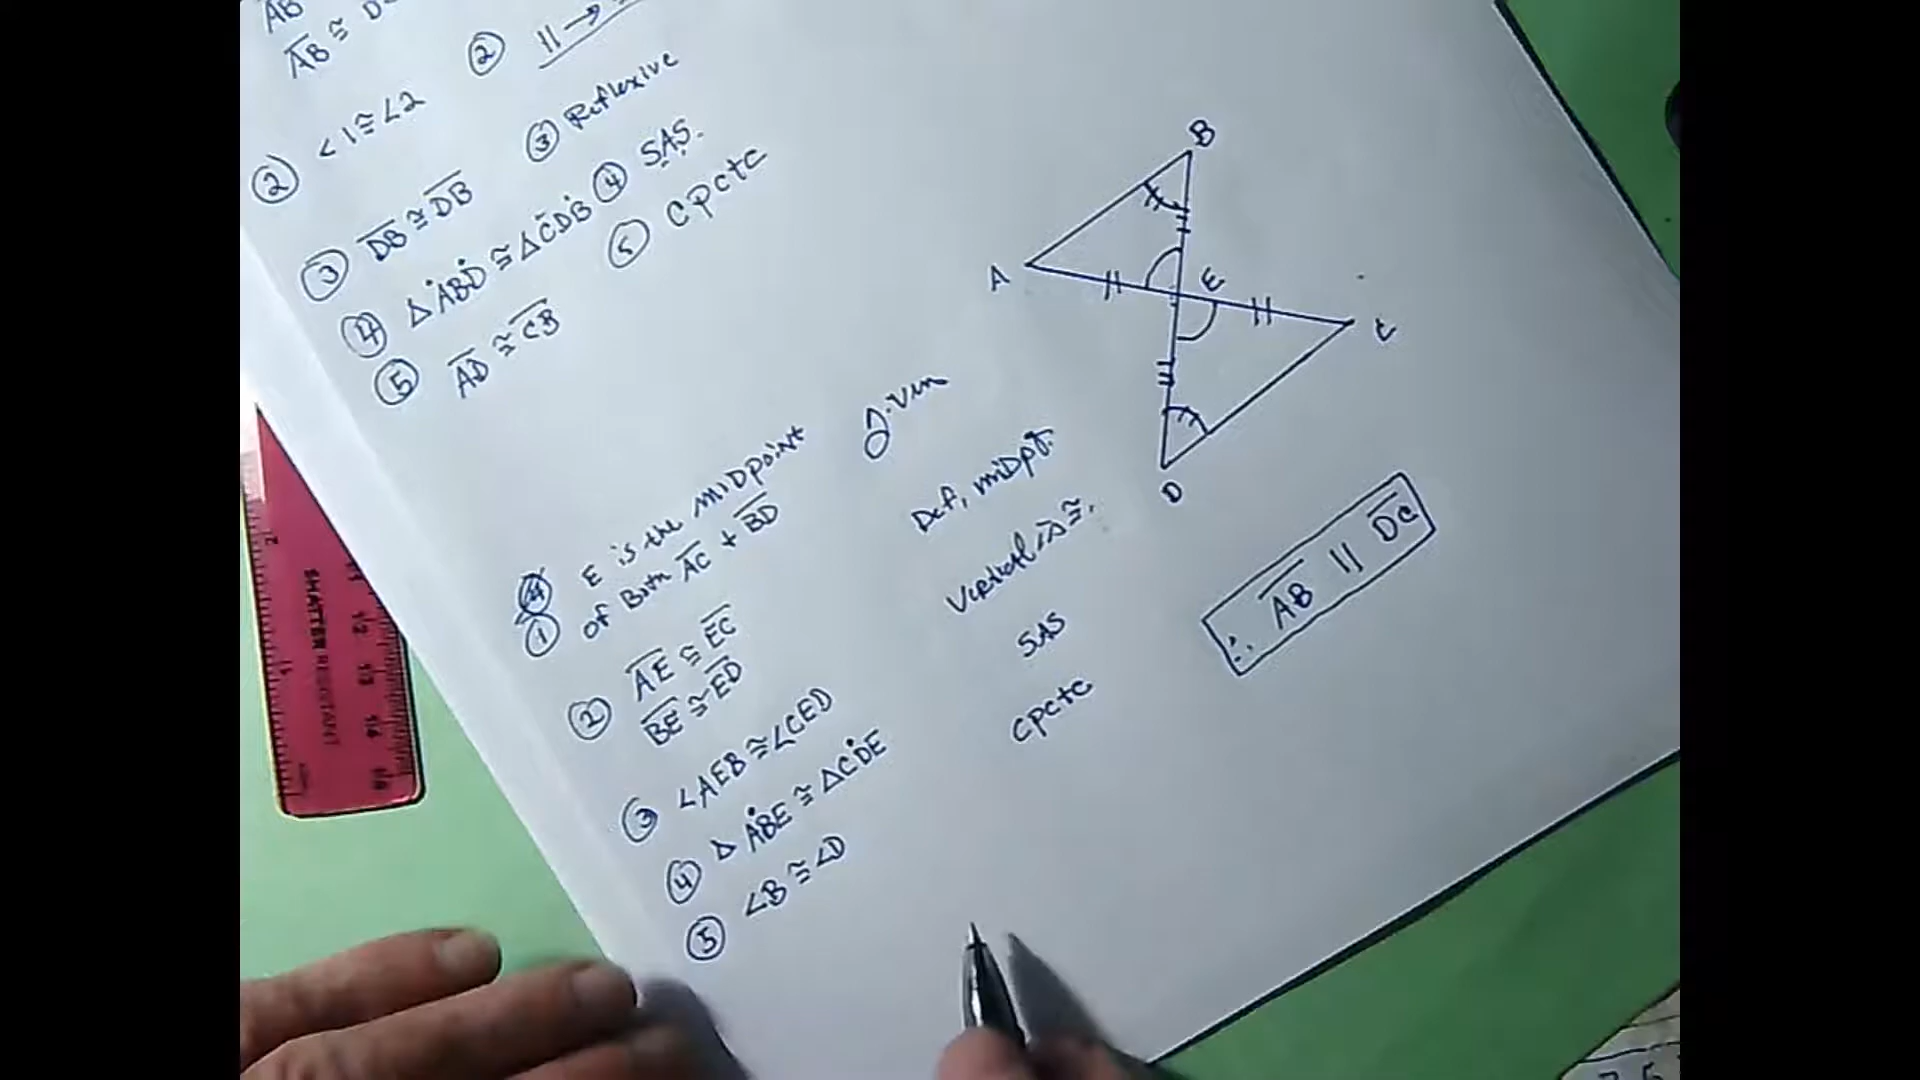 AB
AB ≅ D
② || →
② < 1 ≅ ∠2
③ Reflexive
③ DB ≅ DB
④ SAS.
④ △ABD ≅ △CDB
⑤ CPCTC
⑤ AD ≅ CB
B
A
E
C
D
① E is the MiDpoint Given
of Both AC + BD
② AE ≅ EC Def, miDpt.
BE ≅ ED
③ ∠AEB ≅ ∠CED Vertical ∠s ≅.
④ △ABE ≅ △CDE SAS
⑤ ∠B ≅ ∠D CPCTC
∴ AB || DC
SHATTER RESISTANT